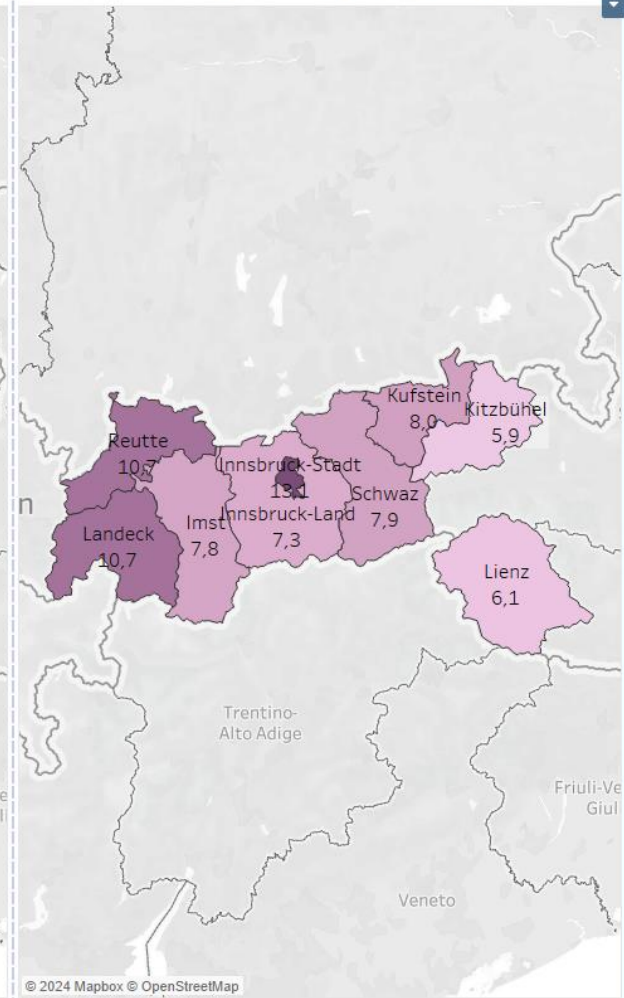 Kufstein
8,0
Kitzbühel
5,9
Reutte
10,7
Innsbruck-Stadt
13,1
Schwaz
7,9
Innsbruck-Land
7,3
Imst
7,8
Landeck
10,7
n
Lienz
6,1
Trentino-
Alto Adige
Friuli-Ve
Giul
Veneto
© 2024 Mapbox © OpenStreetMap